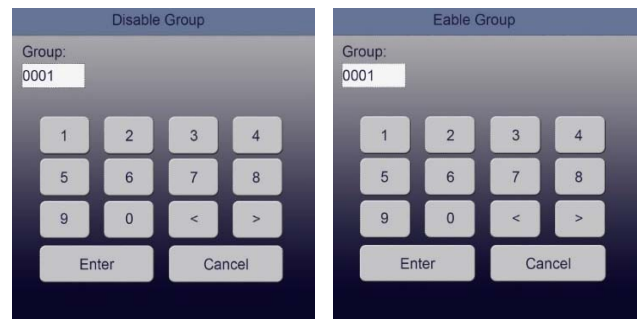 Disable Group
Group:
0001
1 2 3 4
5 6 7 8
9 0 < >
Enter Cancel
Eable Group
Group:
0001
1 2 3 4
5 6 7 8
9 0 < >
Enter Cancel